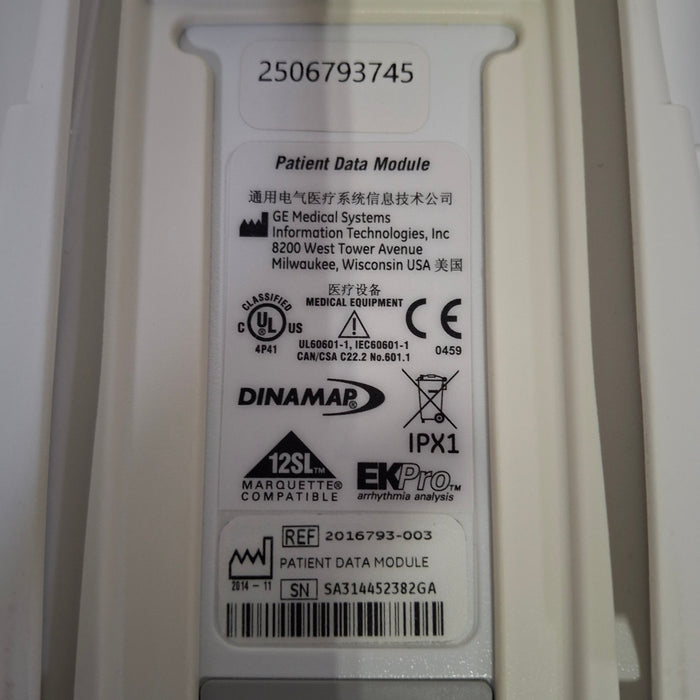 2506793745
Patient Data Module
通用电气医疗系统信息技术公司
GE Medical Systems
Information Technologies, Inc
8200 West Tower Avenue
Milwaukee, Wisconsin USA 美国
医疗设备
MEDICAL EQUIPMENT
CLASSIFIED
C UL® US
4P41
UL60601-1, IEC60601-1
CAN/CSA C22.2 No.601.1
CE
0459
DINAMAP®
IPX1
12SL™
MARQUETTE®
COMPATIBLE
EKPro™
arrhythmia analysis
REF 2016793-003
PATIENT DATA MODULE
2014-11
SN SA314452382GA